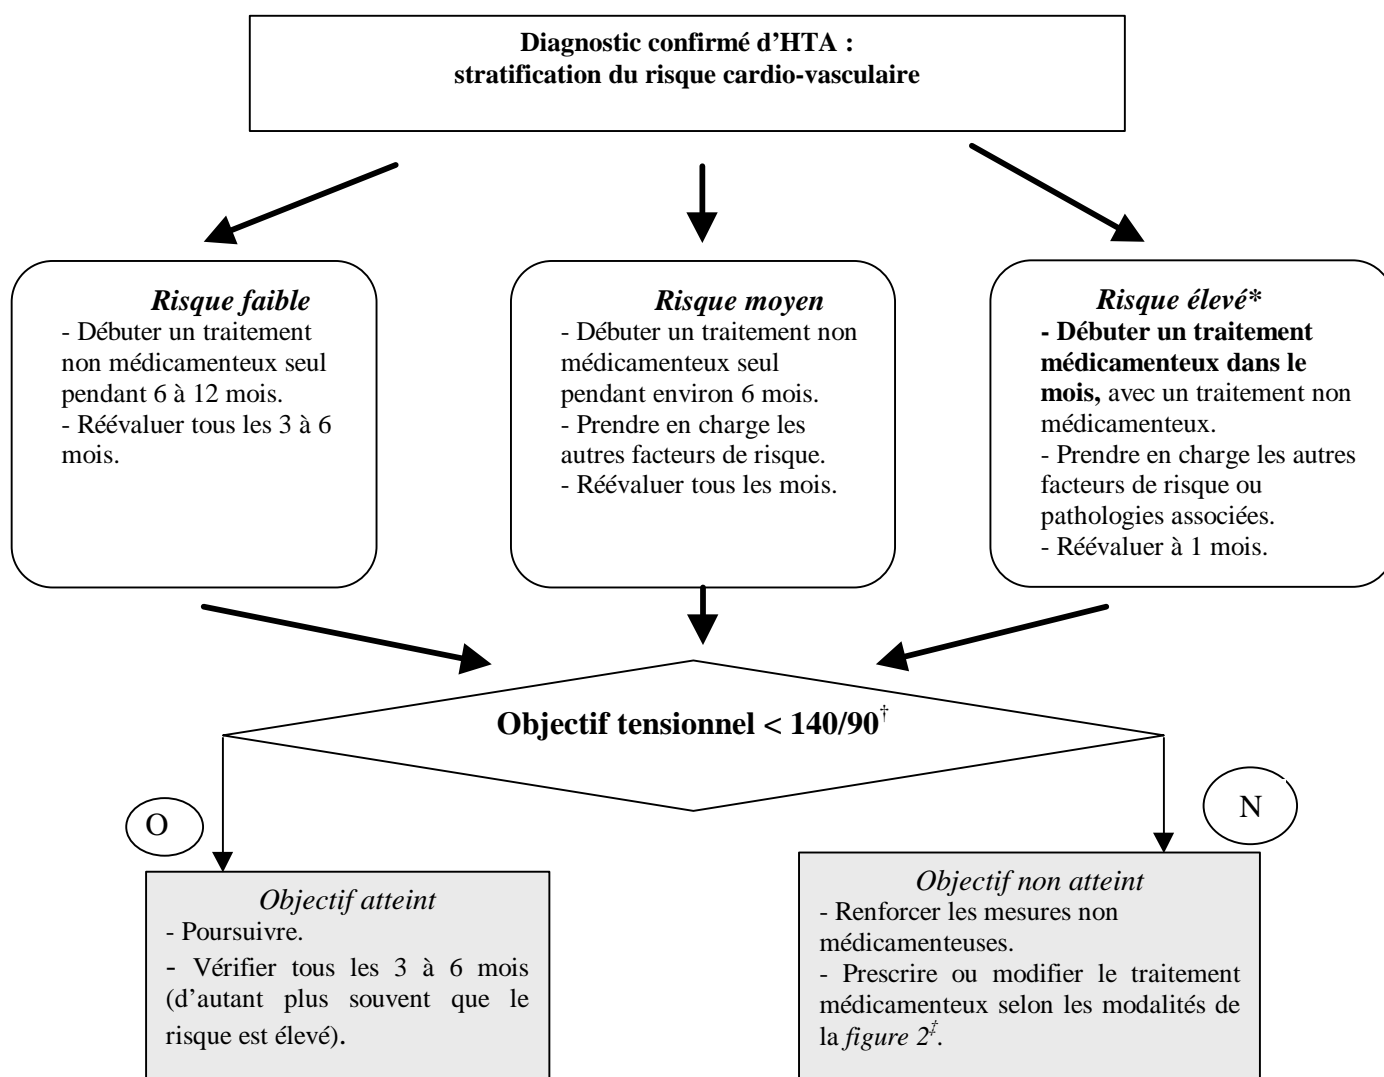 Diagnostic confirmé d’HTA :
stratification du risque cardio-vasculaire
Risque faible
- Débuter un traitement
non médicamenteux seul
pendant 6 à 12 mois.
- Réévaluer tous les 3 à 6
mois.
Risque moyen
- Débuter un traitement non
médicamenteux seul
pendant environ 6 mois.
- Prendre en charge les
autres facteurs de risque.
- Réévaluer tous les mois.
Risque élevé*
- Débuter un traitement
médicamenteux dans le
mois, avec un traitement non
médicamenteux.
- Prendre en charge les autres
facteurs de risque ou
pathologies associées.
- Réévaluer à 1 mois.
Objectif tensionnel < 140/90†
O
N
Objectif atteint
- Poursuivre.
- Vérifier tous les 3 à 6 mois
(d’autant plus souvent que le
risque est élevé).
Objectif non atteint
- Renforcer les mesures non
médicamenteuses.
- Prescrire ou modifier le traitement
médicamenteux selon les modalités de
la figure 2‡.